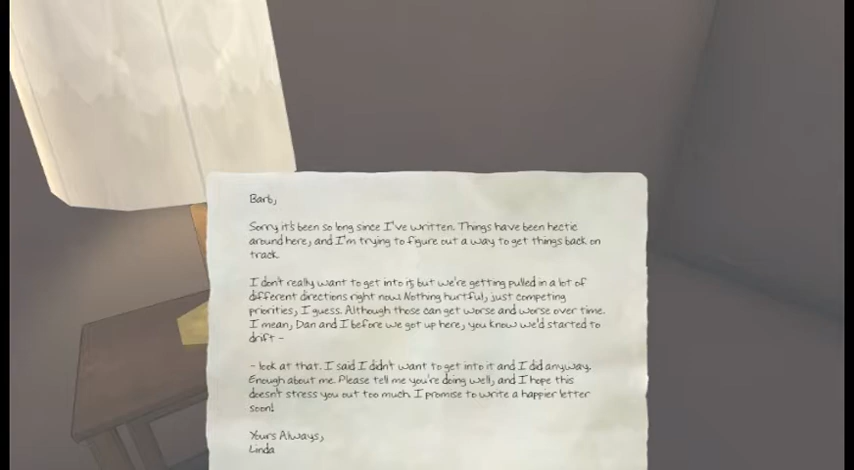 Barb,
Sorry it's been so long since I've written. Things have been hectic
around here, and I'm trying to figure out a way to get things back on
track.
I don't really want to get into it, but we're getting pulled in a lot of
different directions right now. Nothing hurtful, just competing
priorities, I guess. Although those can get worse and worse over time.
I mean, Dan and I before we got up here, you know we'd started to
drift -
- look at that. I said I didn't want to get into it and I did anyway.
Enough about me. Please tell me you're doing well, and I hope this
doesn't stress you out too much. I promise to write a happier letter
soon!
Yours Always,
Linda